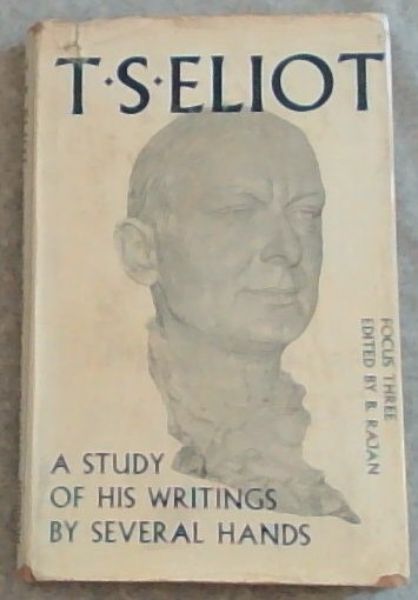 T·S·ELIOT
FOCUS THREE
EDITED BY B. RAJAN
A STUDY
OF HIS WRITINGS
BY SEVERAL HANDS